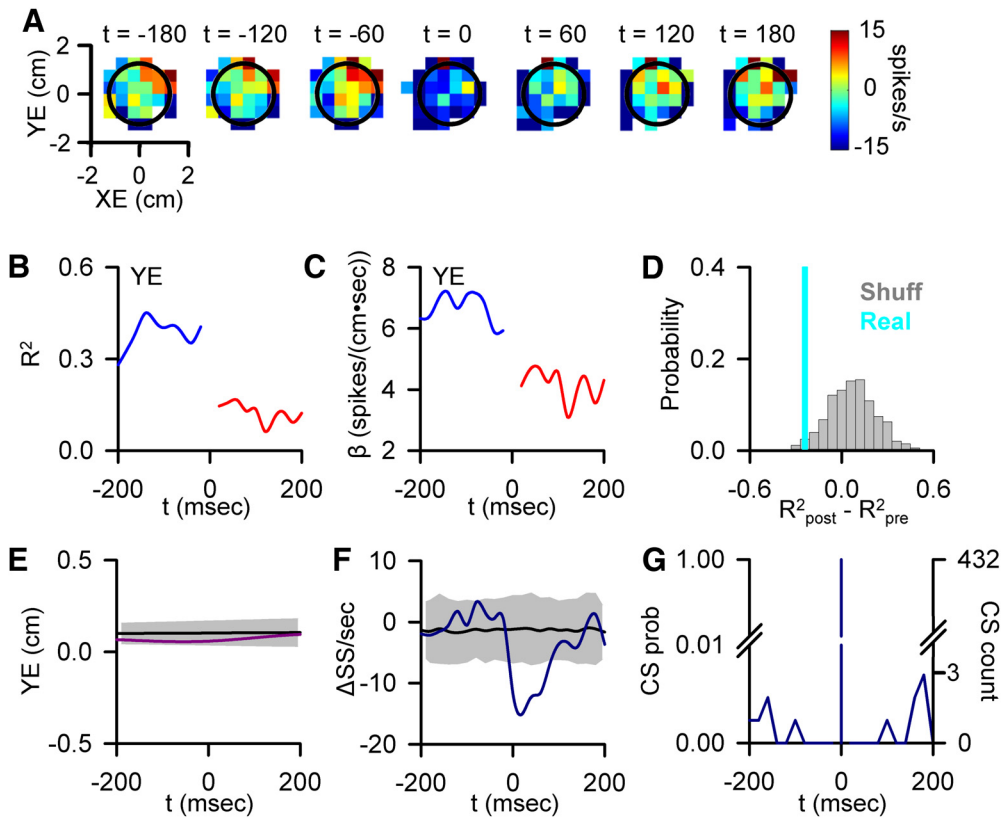 A
t = -180 t = -120 t = -60 t = 0 t = 60 t = 120 t = 180
2
0
-2
YE (cm)
-2 0 2
XE (cm)
15
0
-15
spikes/s
B
YE
0.6
0.3
0.0
R²
-200 0 200
t (msec)
C
YE
8
6
4
2
β (spikes/(cm•sec))
-200 0 200
t (msec)
D
0.4
0.2
0.0
Probability
Shuff
Real
-0.6 0.0 0.6
R²post - R²pre
E
0.5
0.0
-0.5
YE (cm)
-200 0 200
t (msec)
F
10
0
-10
-20
ΔSS/sec
-200 0 200
t (msec)
G
1.00
0.01
0.00
CS prob
432
3
0
CS count
-200 0 200
t (msec)